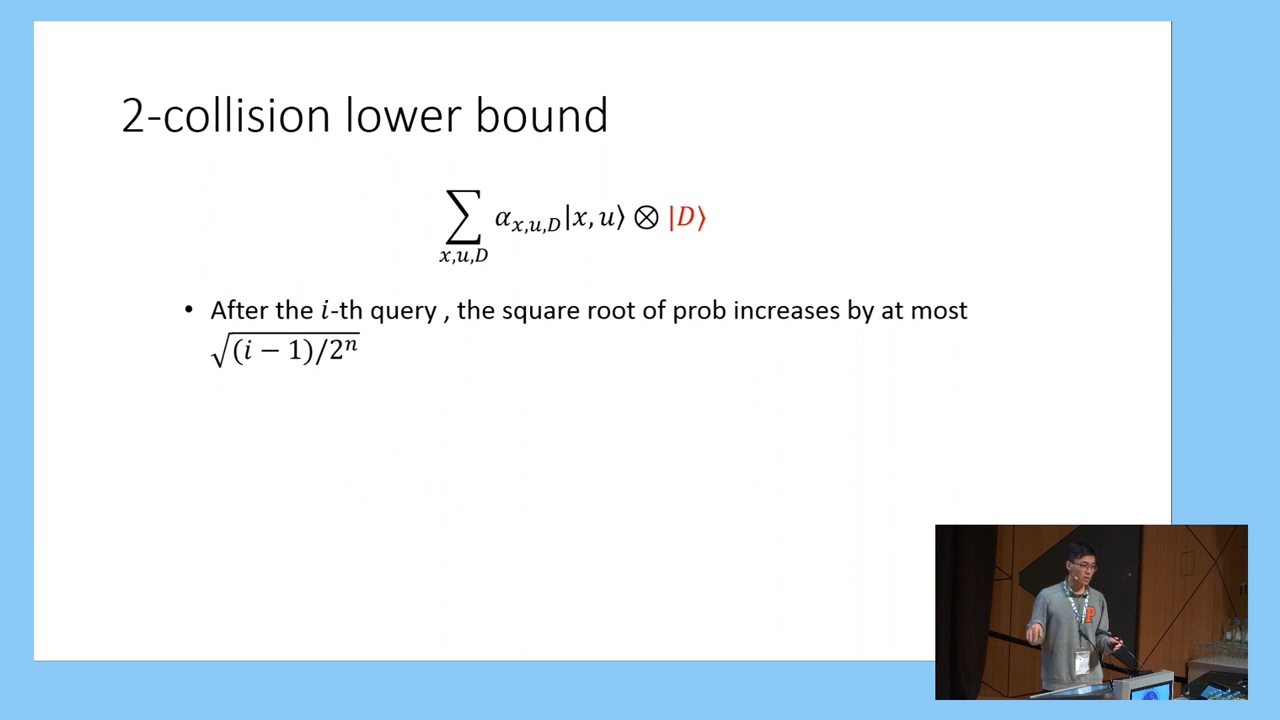 2-collision lower bound
∑_{x,u,D} α_{x,u,D}|x, u⟩ ⊗ |D⟩
• After the i-th query , the square root of prob increases by at most
√((i − 1)/2ⁿ)
P